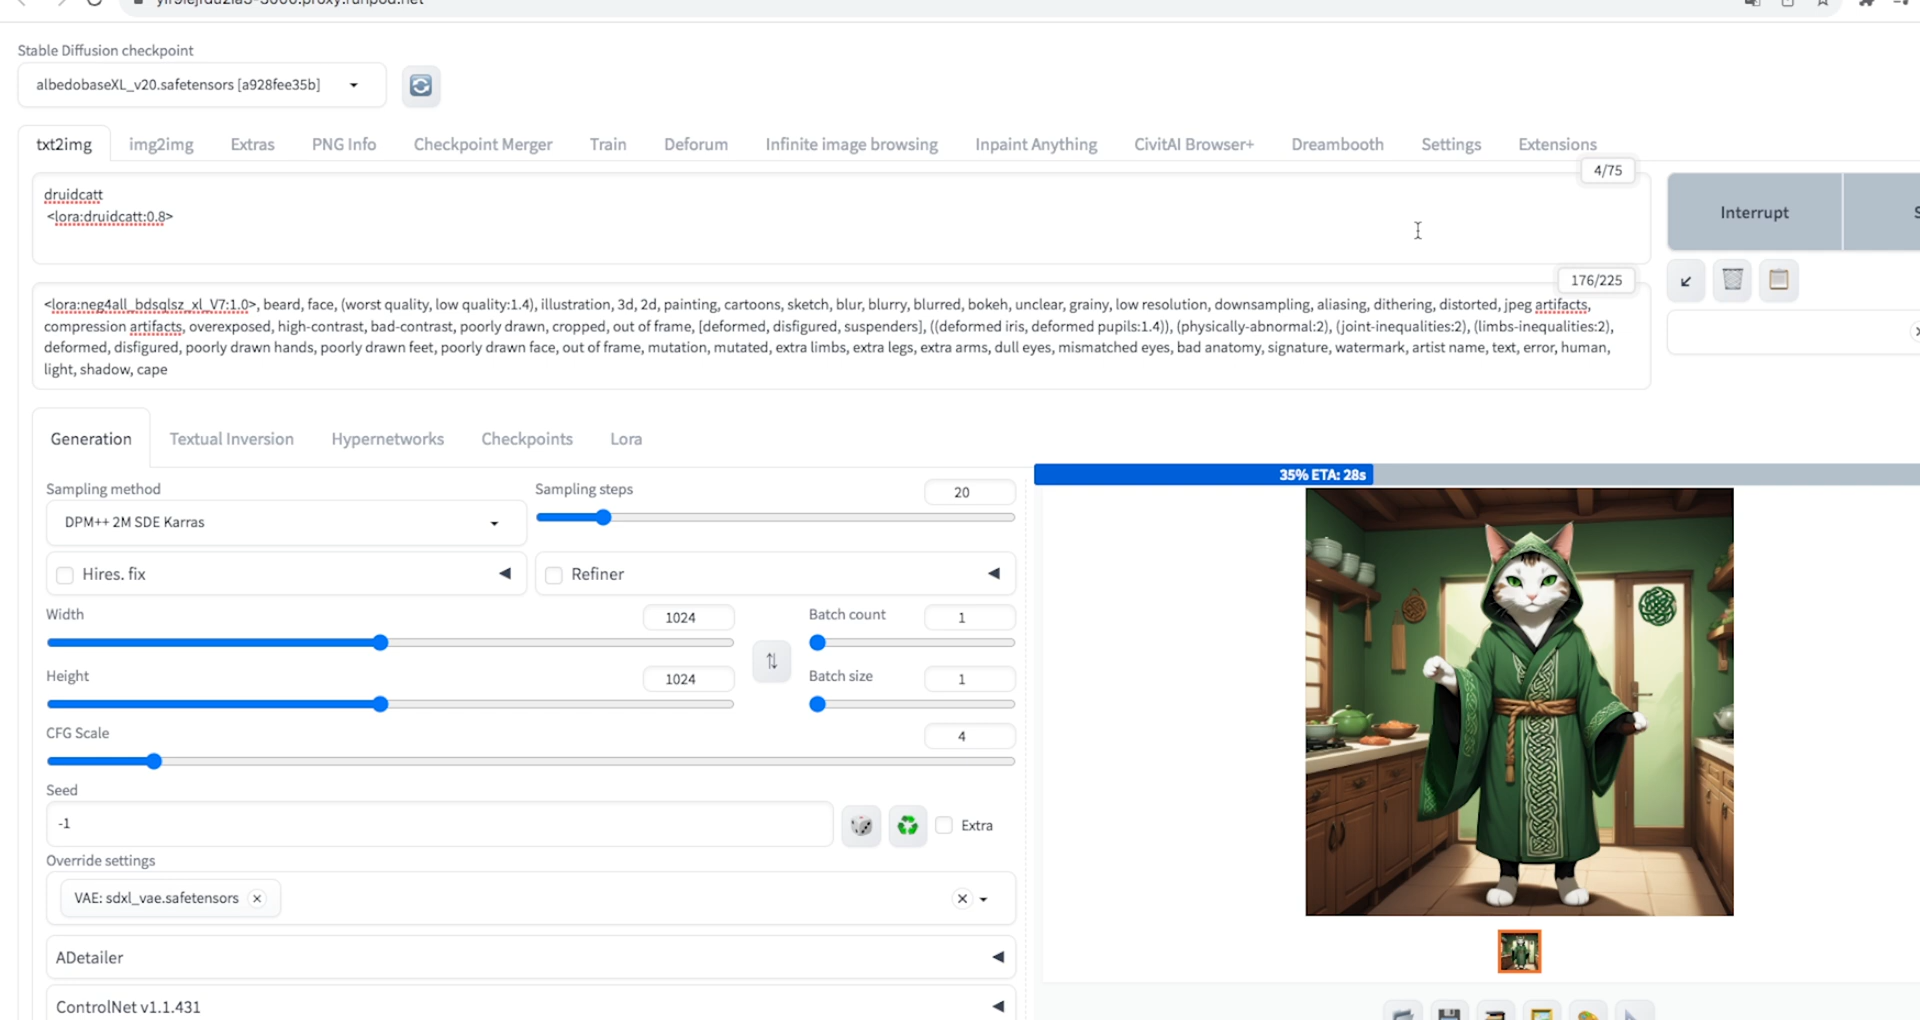 Stable Diffusion checkpoint
albedobaseXL_v20.safetensors [a928fee35b]
txt2img img2img Extras PNG Info Checkpoint Merger Train Deforum Infinite image browsing Inpaint Anything CivitAI Browser+ Dreambooth Settings Extensions
4/75
druidcatt
<lora:druidcatt:0.8>
Interrupt
176/225
<lora:neg4all_bdsqlsz_xl_V7:1.0>, beard, face, (worst quality, low quality:1.4), illustration, 3d, 2d, painting, cartoons, sketch, blur, blurry, blurred, bokeh, unclear, grainy, low resolution, downsampling, aliasing, dithering, distorted, jpeg artifacts,
compression artifacts, overexposed, high-contrast, bad-contrast, poorly drawn, cropped, out of frame, [deformed, disfigured, suspenders], ((deformed iris, deformed pupils:1.4)), (physically-abnormal:2), (joint-inequalities:2), (limbs-inequalities:2),
deformed, disfigured, poorly drawn hands, poorly drawn feet, poorly drawn face, out of frame, mutation, mutated, extra limbs, extra legs, extra arms, dull eyes, mismatched eyes, bad anatomy, signature, watermark, artist name, text, error, human,
light, shadow, cape
Generation Textual Inversion Hypernetworks Checkpoints Lora
35% ETA: 28s
Sampling method
DPM++ 2M SDE Karras
Sampling steps
20
Hires. fix
Refiner
Width
1024
Batch count
1
Height
1024
Batch size
1
CFG Scale
4
Seed
-1
Extra
Override settings
VAE: sdxl_vae.safetensors
ADetailer
ControlNet v1.1.431